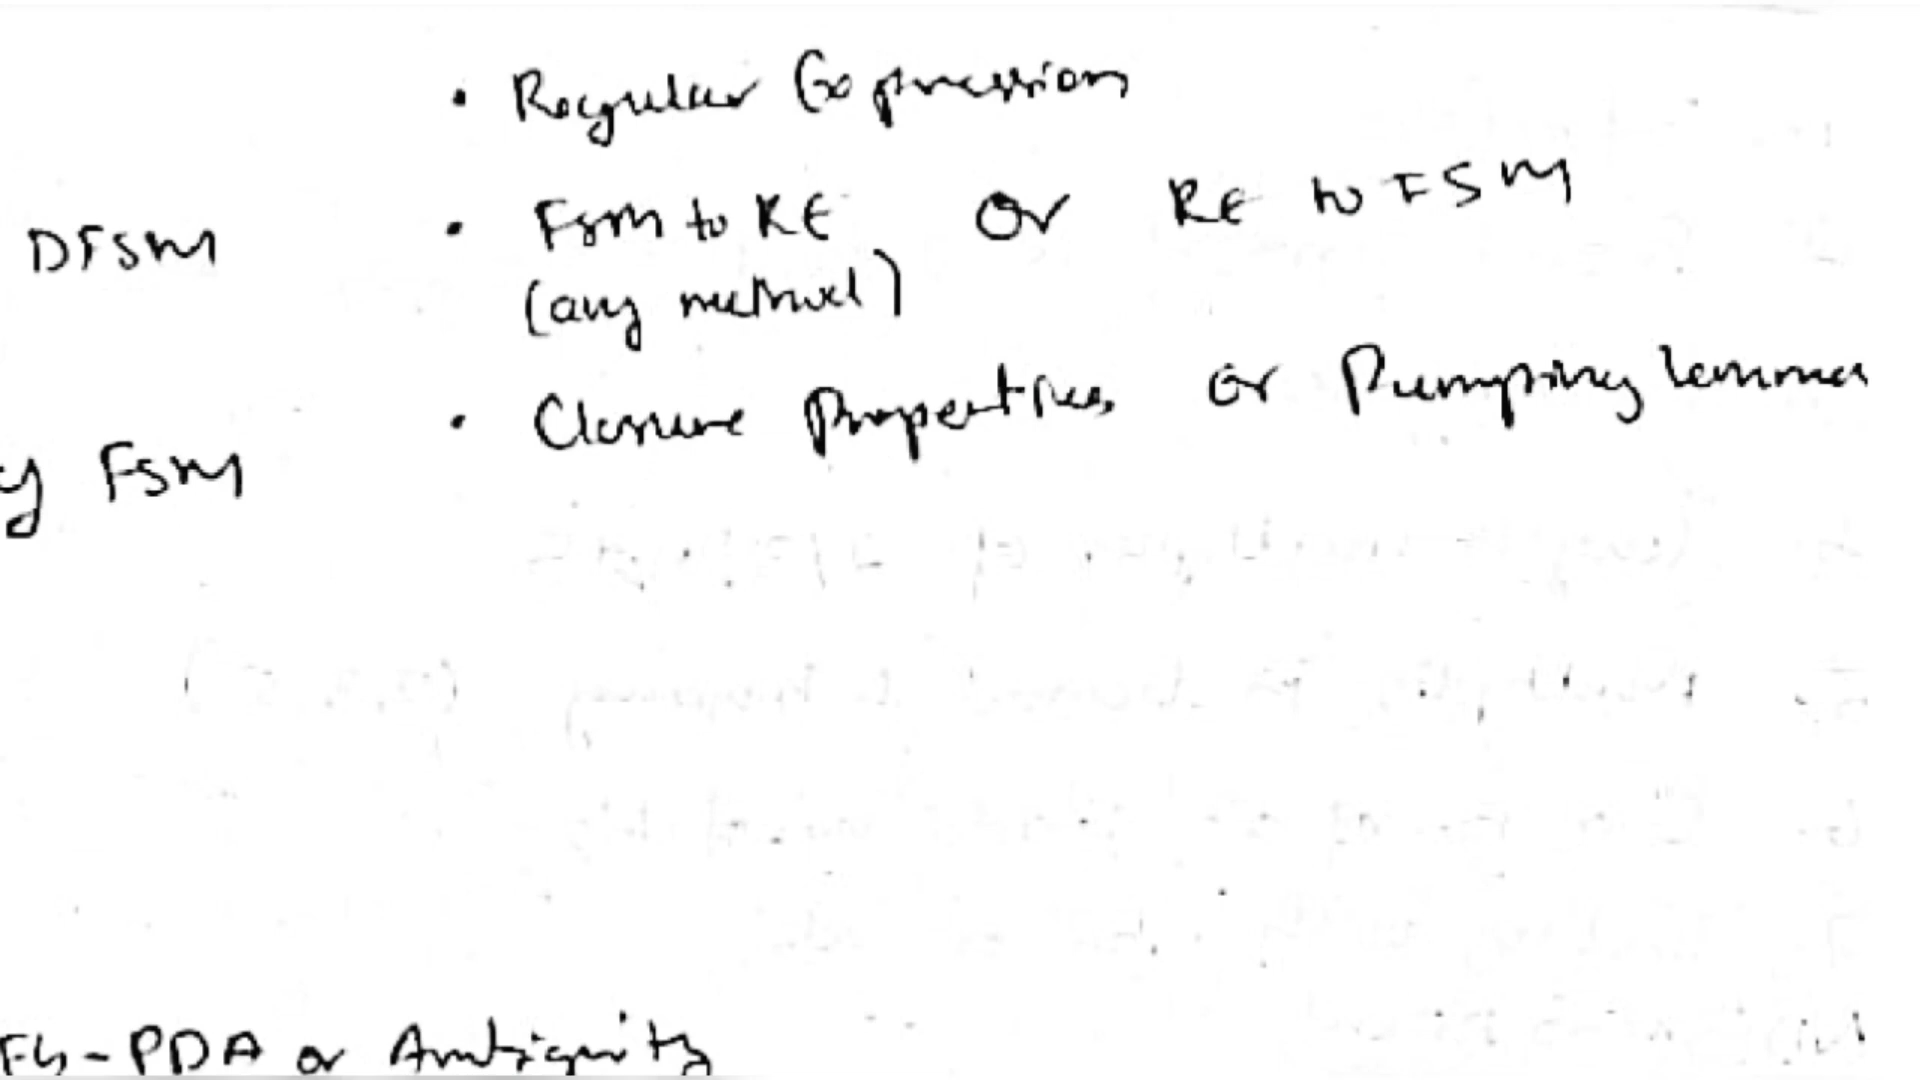 • Regular Expression
DFSM
• FSM to RE or RE to FSM
(any method)
• Closure Properties or Pumping lemma
FSM
PDA or Ambiguity